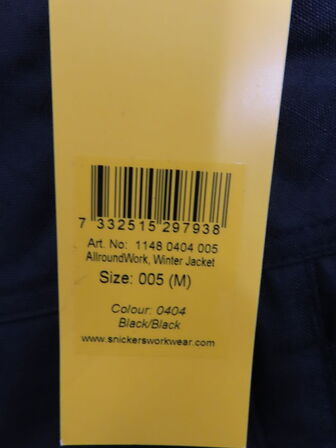 7 332515 297938
Art. No: 1148 0404 005
AllroundWork, Winter Jacket
Size: 005 (M)
Colour: 0404
Black/Black
www.snickersworkwear.com